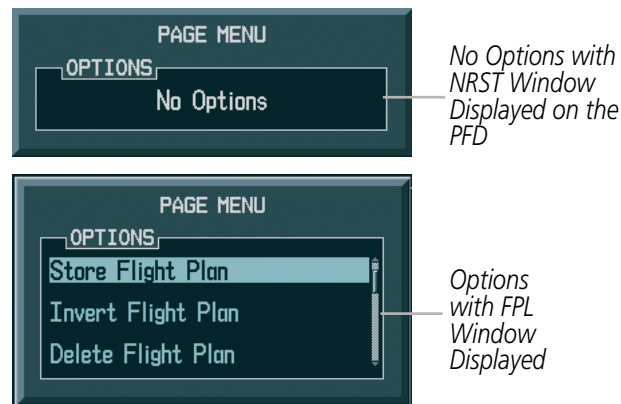 PAGE MENU
OPTIONS
No Options
No Options with
NRST Window
Displayed on the
PFD
PAGE MENU
OPTIONS
Store Flight Plan
Invert Flight Plan
Delete Flight Plan
Options
with FPL
Window
Displayed